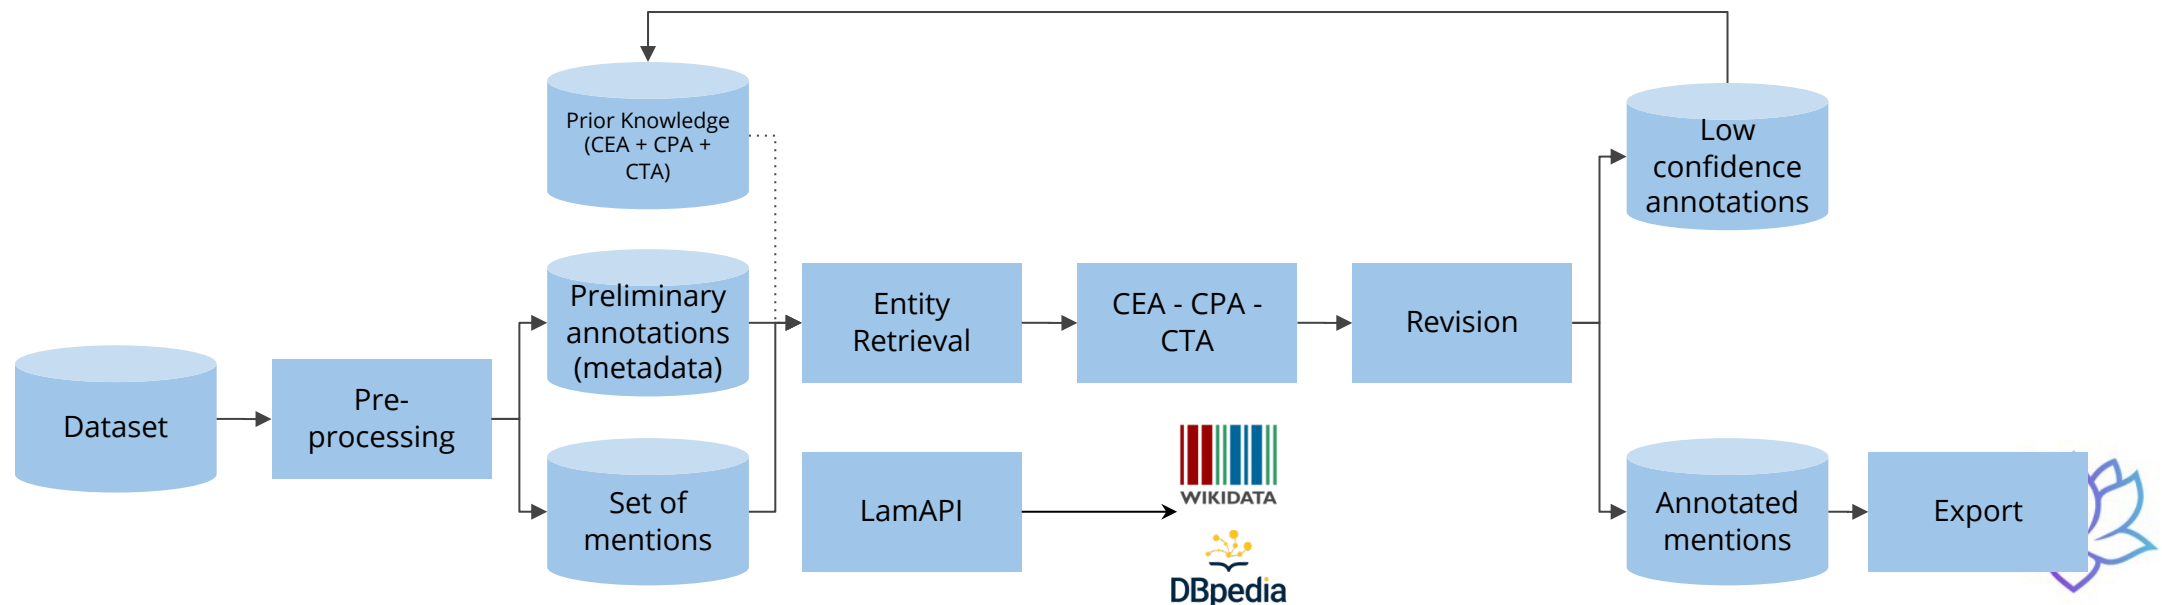 Prior Knowledge
(CEA + CPA +
CTA)
Low
confidence
annotations
Preliminary
annotations
(metadata)
Entity
Retrieval
CEA - CPA -
CTA
Revision
Dataset
Pre-
processing
Set of
mentions
LamAPI
WIKIDATA
DBpedia
Annotated
mentions
Export